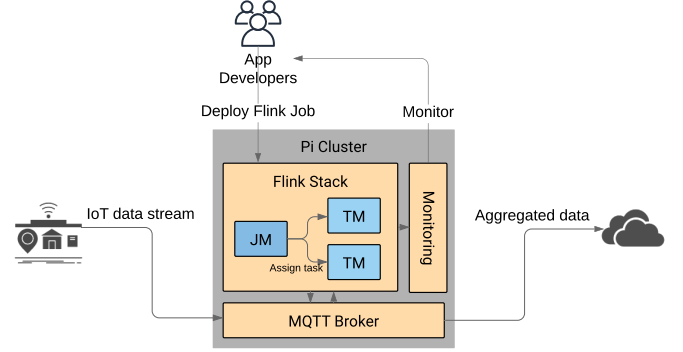 App
Developers
Deploy Flink Job
Monitor
Pi Cluster
Flink Stack
IoT data stream
JM
TM
TM
Assign task
Monitoring
Aggregated data
MQTT Broker